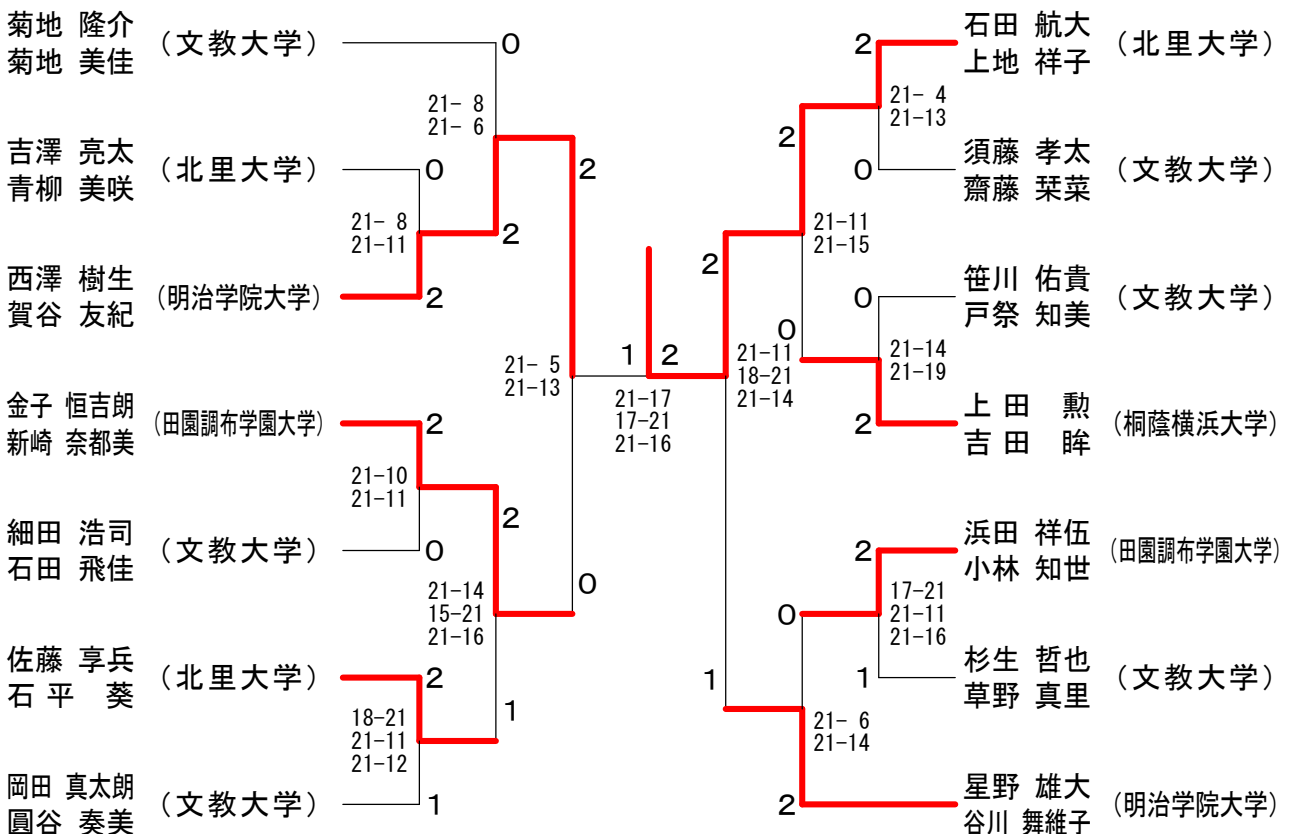 菊地 隆介
菊地 美佳
(文教大学)
0
21- 8
21- 6
吉澤 亮太
青柳 美咲
(北里大学)
0
2
21- 8
21-11
2
西澤 樹生
賀谷 友紀
(明治学院大学)
2
21- 5
21-13
金子 恒吉朗
新崎 奈都美
(田園調布学園大学)
2
21-10
21-11
2
細田 浩司
石田 飛佳
(文教大学)
0
21-14
15-21
21-16
0
佐藤 享兵
石平 葵
(北里大学)
2
1
18-21
21-11
21-12
岡田 真太朗
圓谷 奏美
(文教大学)
1
1
2
21-17
17-21
21-16
石田 航大
上地 祥子
(北里大学)
2
21- 4
21-13
2
須藤 孝太
齋藤 栞菜
(文教大学)
0
21-11
21-15
2
笹川 佑貴
戸祭 知美
(文教大学)
0
0
21-11
18-21
21-14
21-14
21-19
上田 勲
吉田 眸
(桐蔭横浜大学)
2
浜田 祥伍
小林 知世
(田園調布学園大学)
2
17-21
21-11
21-16
0
杉生 哲也
草野 真里
(文教大学)
1
1
21- 6
21-14
星野 雄大
谷川 舞維子
(明治学院大学)
2